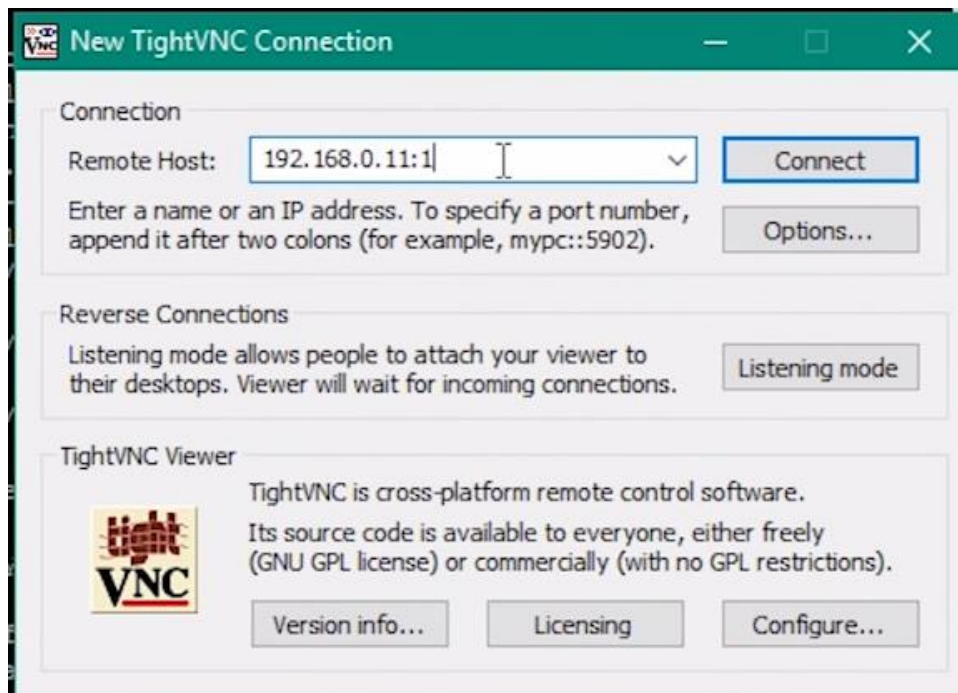 New TightVNC Connection
Connection
Remote Host: 192.168.0.11:1 Connect
Enter a name or an IP address. To specify a port number,
append it after two colons (for example, mypc::5902).
Options...
Reverse Connections
Listening mode allows people to attach your viewer to
their desktops. Viewer will wait for incoming connections.
Listening mode
TightVNC Viewer
TightVNC is cross-platform remote control software.
Its source code is available to everyone, either freely
(GNU GPL license) or commercially (with no GPL restrictions).
tight
VNC
Version info... Licensing Configure...